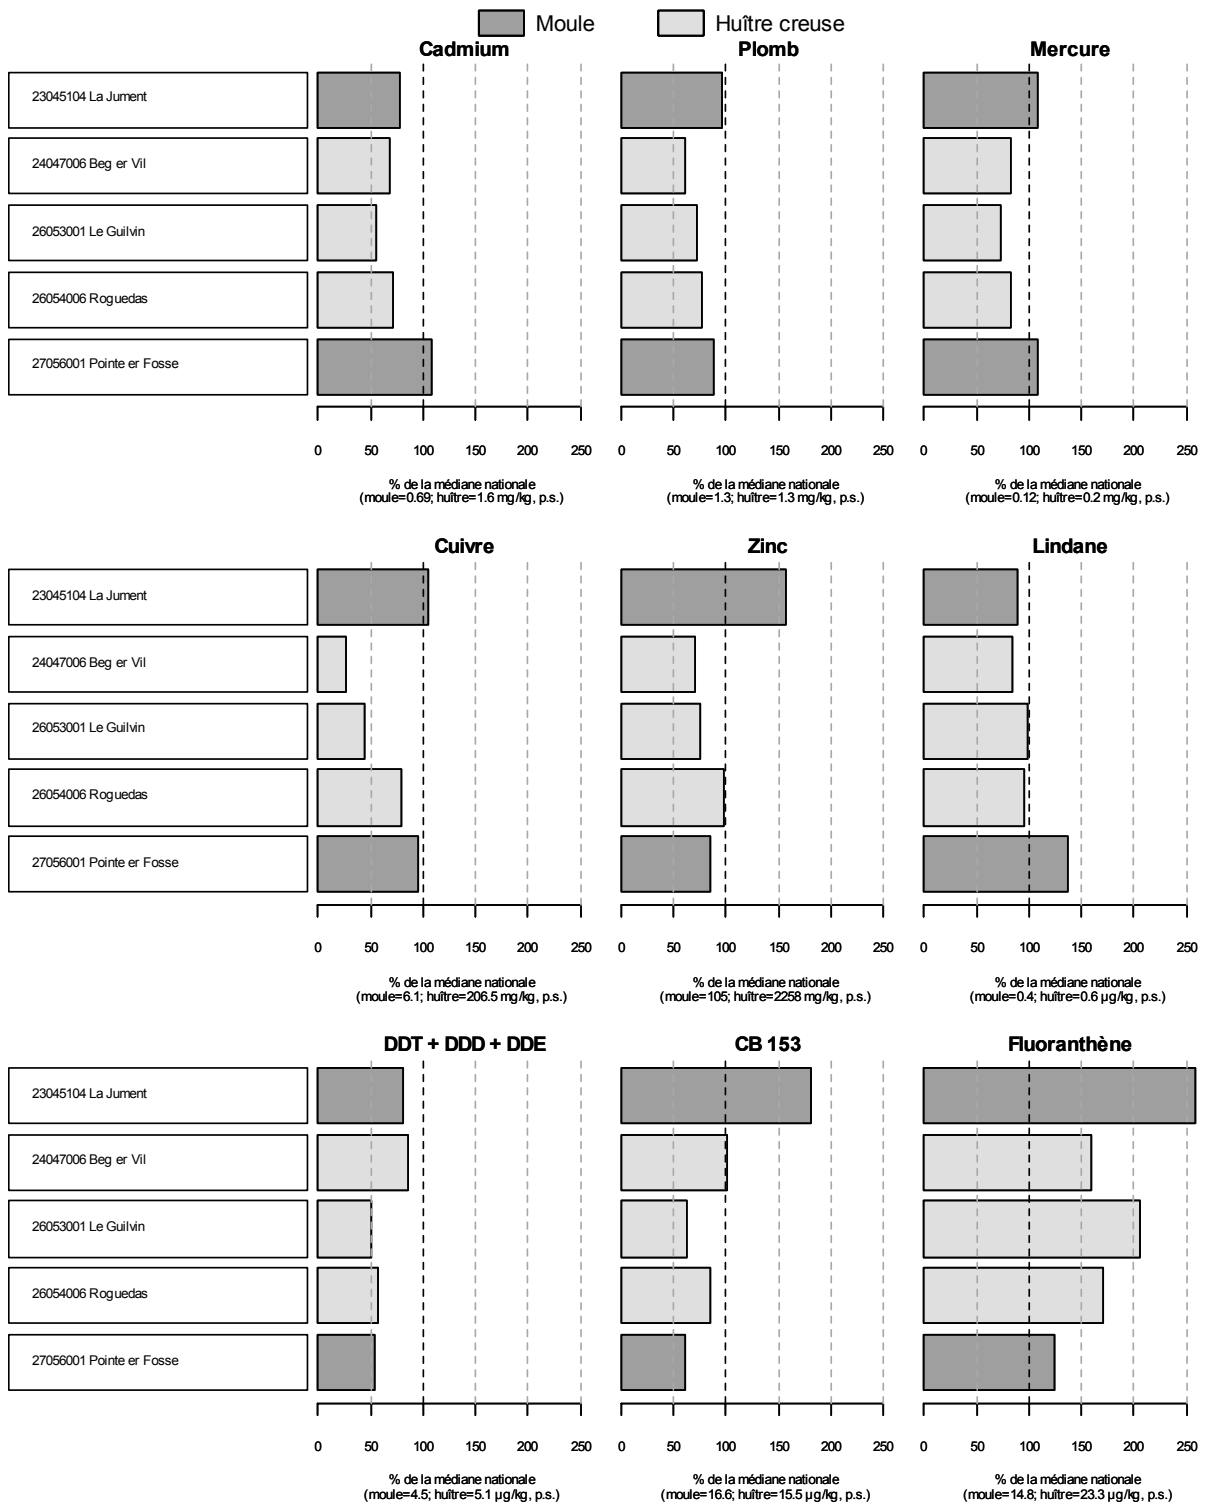 Moule Huître creuse
Cadmium Plomb Mercure
23045104 La Jument
24047006 Beg er Vil
26053001 Le Guilvin
26054006 Roguedas
27056001 Pointe er Fosse
0 50 100 150 200 250 0 50 100 150 200 250 0 50 100 150 200 250
% de la médiane nationale % de la médiane nationale % de la médiane nationale
(moule=0.69; huître=1.6 mg/kg, p.s.) (moule=1.3; huître=1.3 mg/kg, p.s.) (moule=0.12; huître=0.2 mg/kg, p.s.)
Cuivre Zinc Lindane
23045104 La Jument
24047006 Beg er Vil
26053001 Le Guilvin
26054006 Roguedas
27056001 Pointe er Fosse
0 50 100 150 200 250 0 50 100 150 200 250 0 50 100 150 200 250
% de la médiane nationale % de la médiane nationale % de la médiane nationale
(moule=6.1; huître=206.5 mg/kg, p.s.) (moule=105; huître=2258 mg/kg, p.s.) (moule=0.4; huître=0.6 µg/kg, p.s.)
DDT + DDD + DDE CB 153 Fluoranthène
23045104 La Jument
24047006 Beg er Vil
26053001 Le Guilvin
26054006 Roguedas
27056001 Pointe er Fosse
0 50 100 150 200 250 0 50 100 150 200 250 0 50 100 150 200 250
% de la médiane nationale % de la médiane nationale % de la médiane nationale
(moule=4.5; huître=5.1 µg/kg, p.s.) (moule=16.6; huître=15.5 µg/kg, p.s.) (moule=14.8; huître=23.3 µg/kg, p.s.)